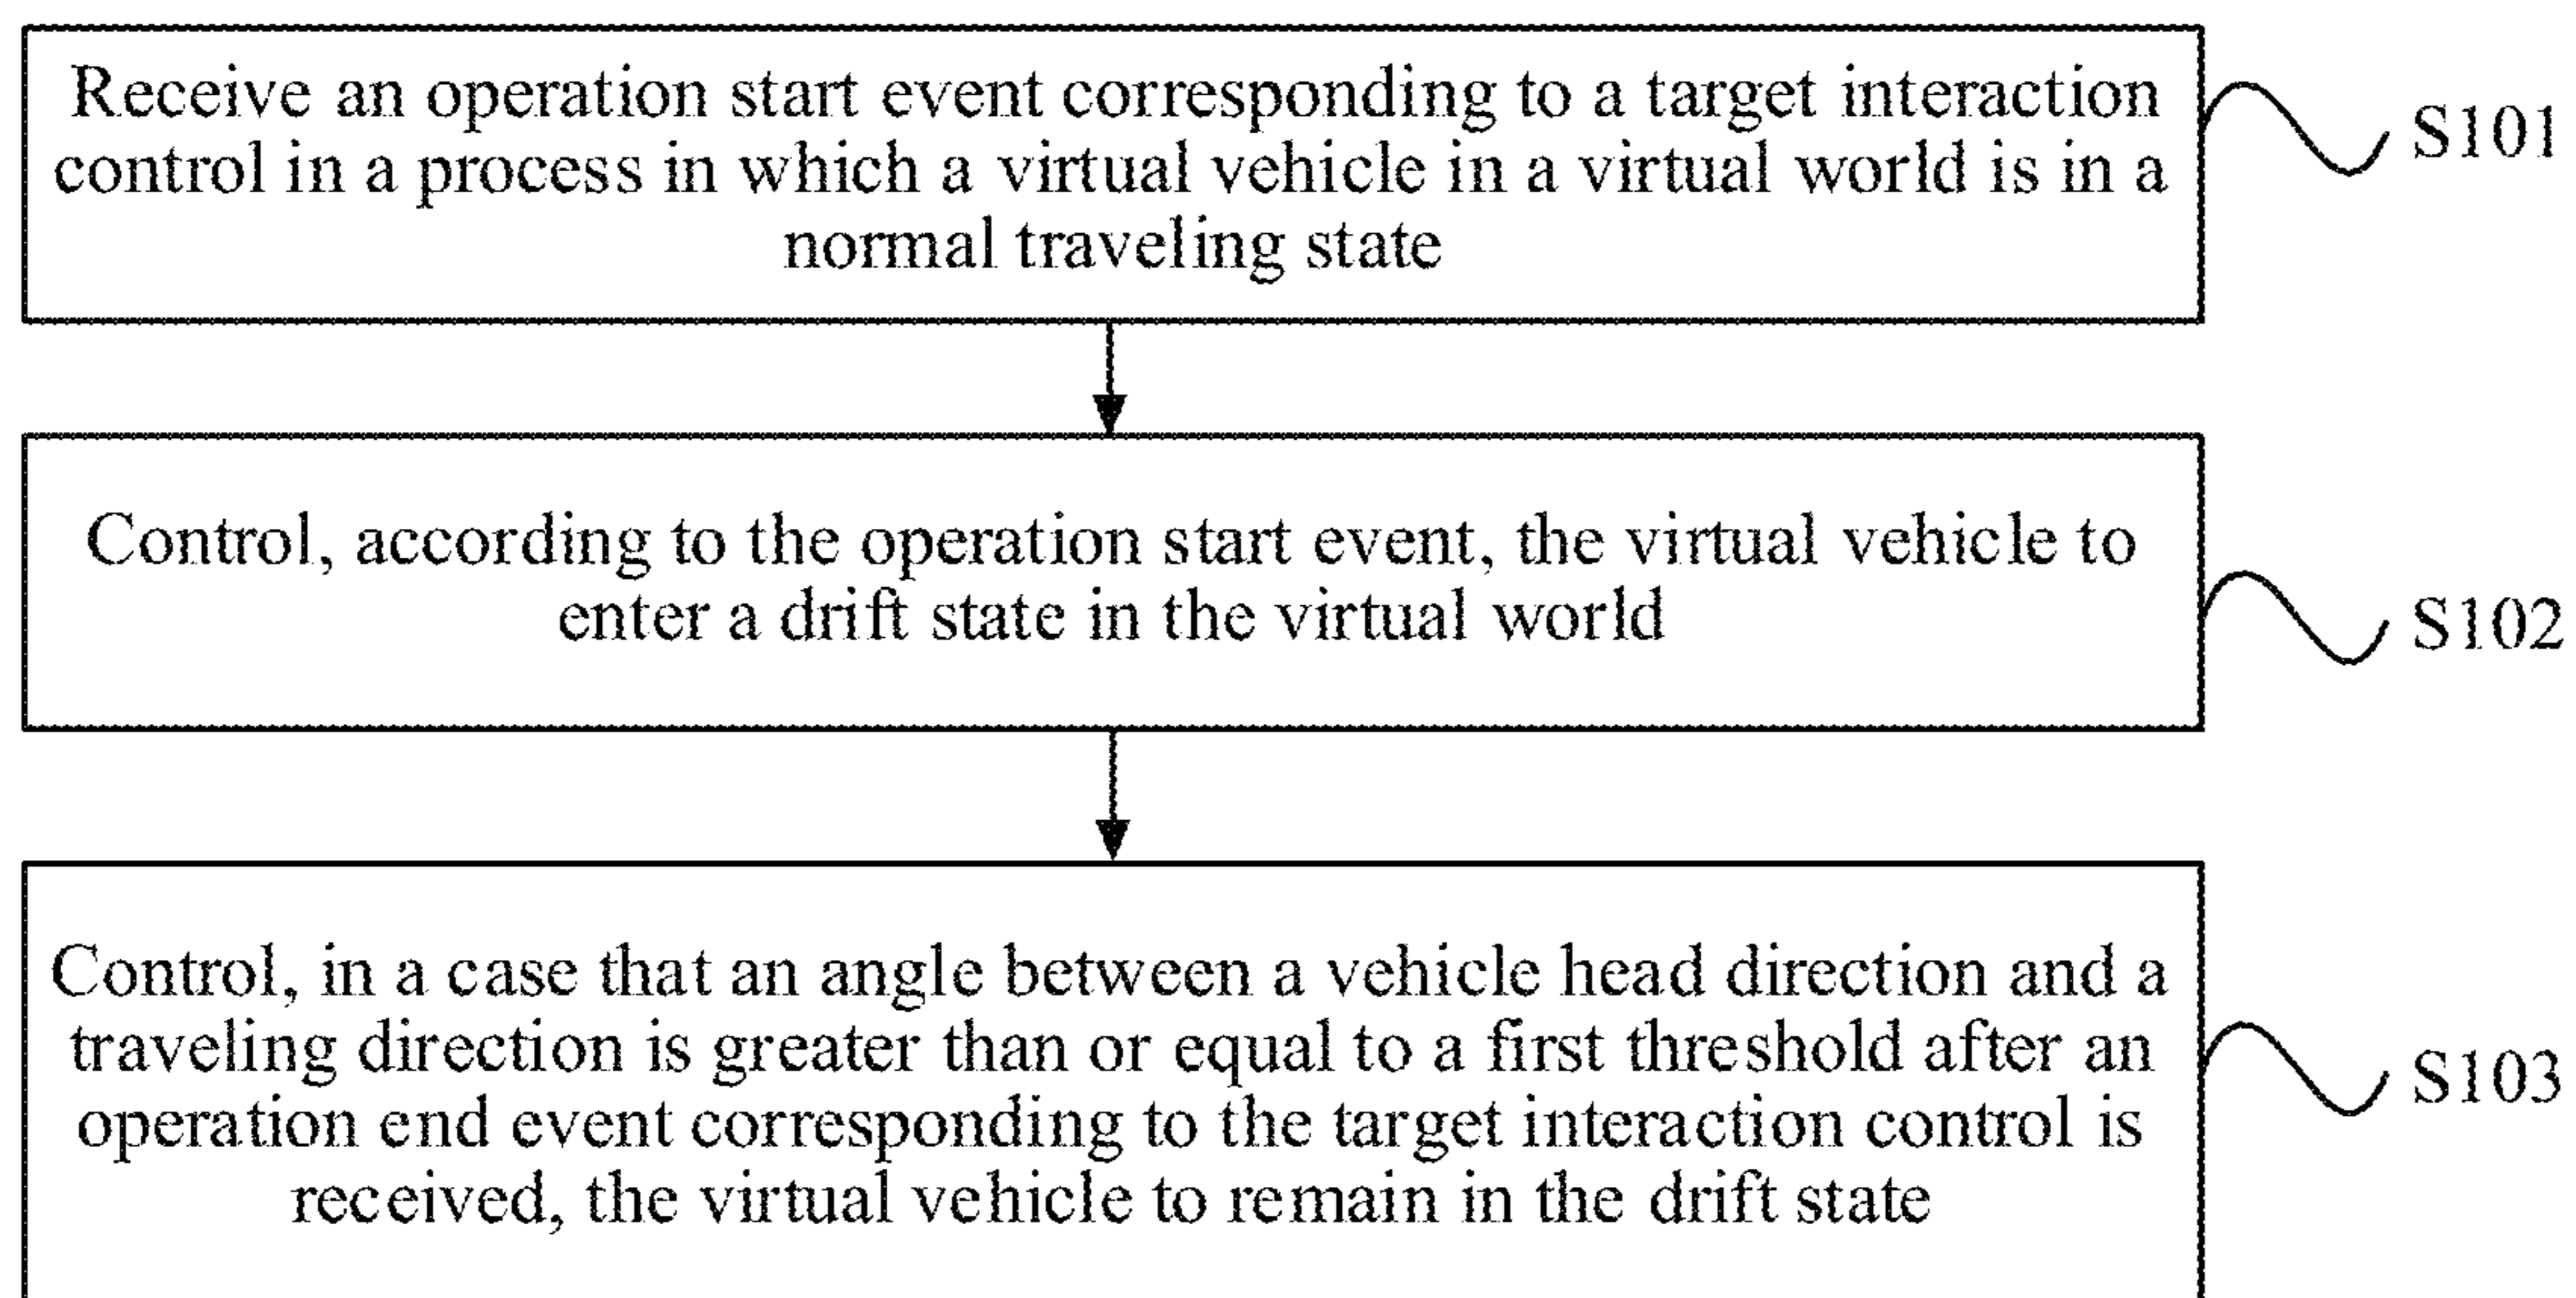 Receive an operation start event corresponding to a target interaction
control in a process in which a virtual vehicle in a virtual world is in a
normal traveling state
S101
Control, according to the operation start event, the virtual vehicle to
enter a drift state in the virtual world
S102
Control, in a case that an angle between a vehicle head direction and a
traveling direction is greater than or equal to a first threshold after an
operation end event corresponding to the target interaction control is
received, the virtual vehicle to remain in the drift state
S103